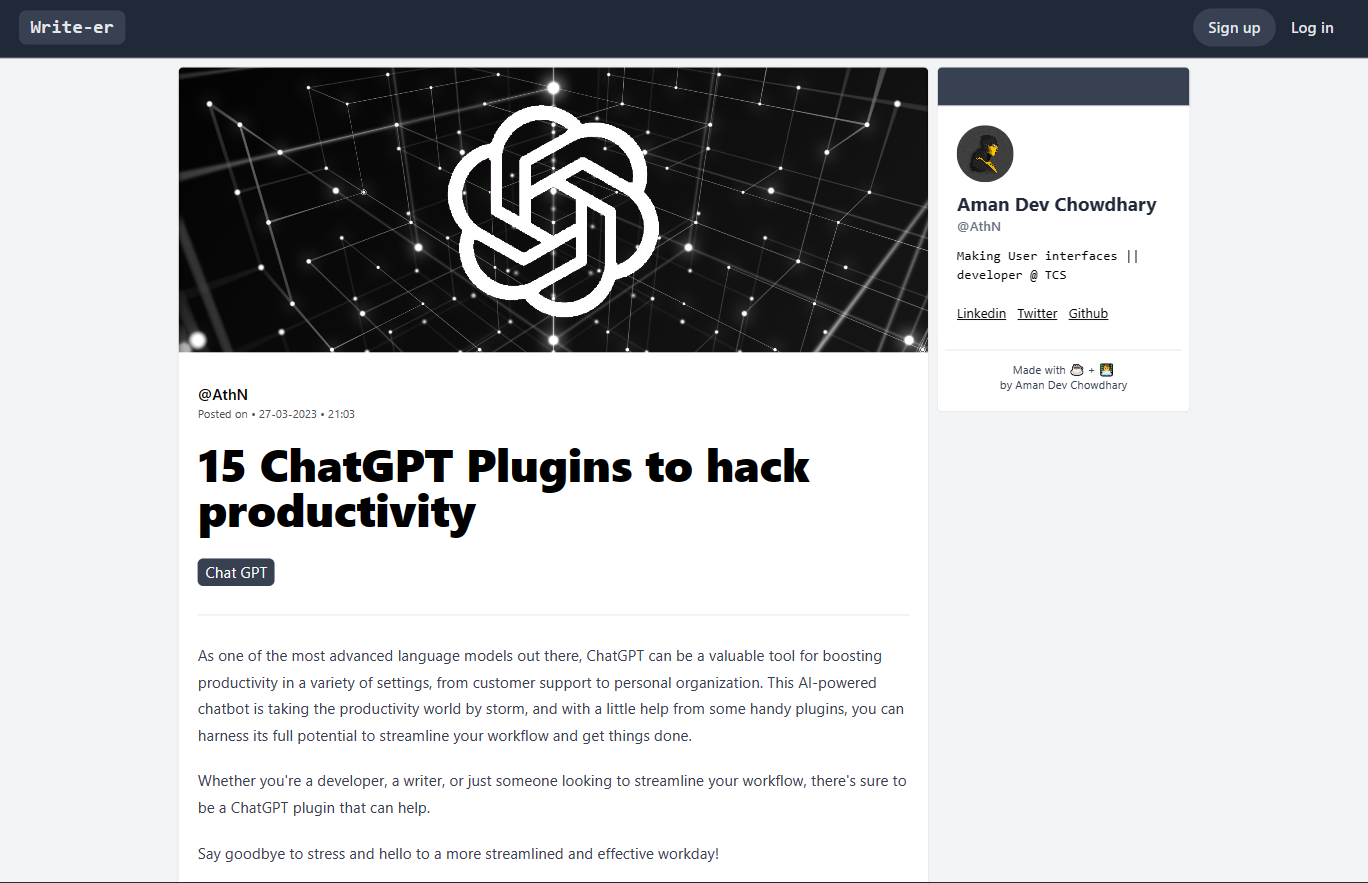 Write-er
Sign up
Log in
@AthN
Posted on • 27-03-2023 • 21:03
15 ChatGPT Plugins to hack
productivity
Chat GPT
As one of the most advanced language models out there, ChatGPT can be a valuable tool for boosting
productivity in a variety of settings, from customer support to personal organization. This AI-powered
chatbot is taking the productivity world by storm, and with a little help from some handy plugins, you can
harness its full potential to streamline your workflow and get things done.
Whether you're a developer, a writer, or just someone looking to streamline your workflow, there's sure to
be a ChatGPT plugin that can help.
Say goodbye to stress and hello to a more streamlined and effective workday!
Aman Dev Chowdhary
@AthN
Making User interfaces ||
developer @ TCS
Linkedin Twitter Github
Made with ☕ + 👨‍💻
by Aman Dev Chowdhary